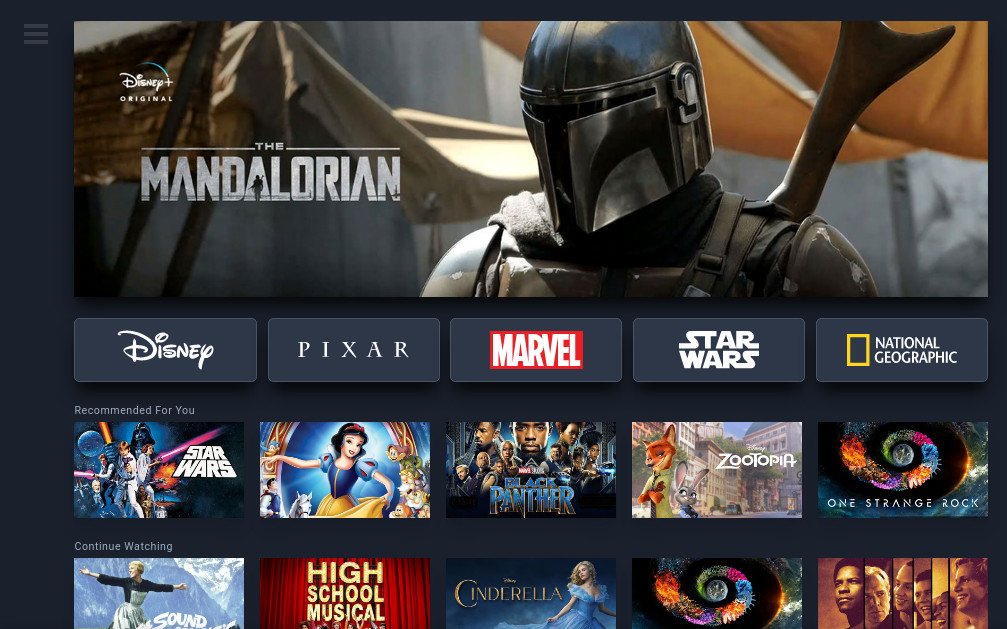 Disney+
ORIGINAL
THE
MANDALORIAN
Disney
PIXAR
MARVEL
STAR
WARS
NATIONAL
GEOGRAPHIC
Recommended For You
STAR
WARS
MARVEL STUDIOS
BLACK
PANTHER
Disney
ZOOTOPIA
ONE STRANGE ROCK
Continue Watching
SOUND
HIGH
SCHOOL
MUSICAL
Disney
CINDERELLA